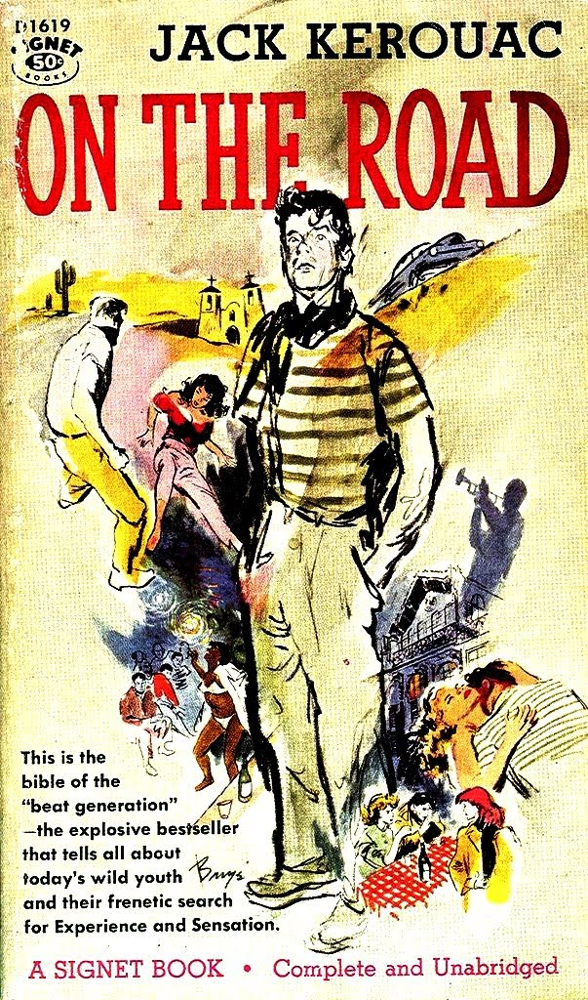 D1619
SIGNET
50¢
BOOKS
JACK KEROUAC
ON THE ROAD
This is the
bible of the
"beat generation"
—the explosive bestseller
that tells all about
today's wild youth
and their frenetic search
for Experience and Sensation.
A SIGNET BOOK • Complete and Unabridged